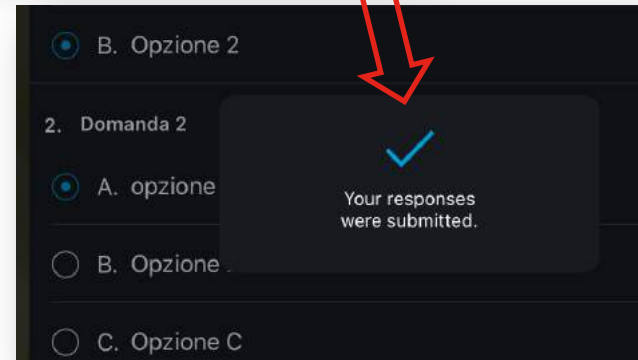 B. Opzione 2
2. Domanda 2
A. opzione
Your responses
were submitted.
B. Opzione
C. Opzione C